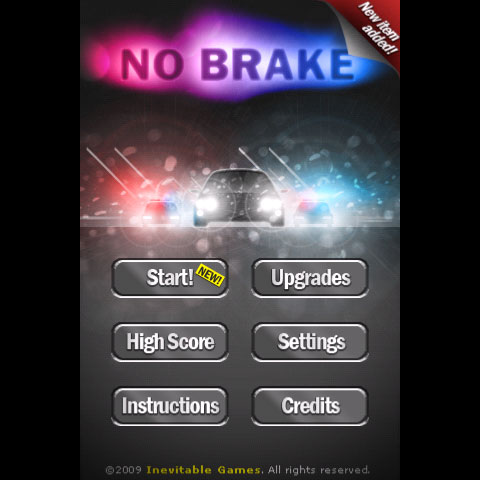 New item
added!
NO BRAKE
Start! NEW!
Upgrades
High Score
Settings
Instructions
Credits
©2009 Inevitable Games. All rights reserved.